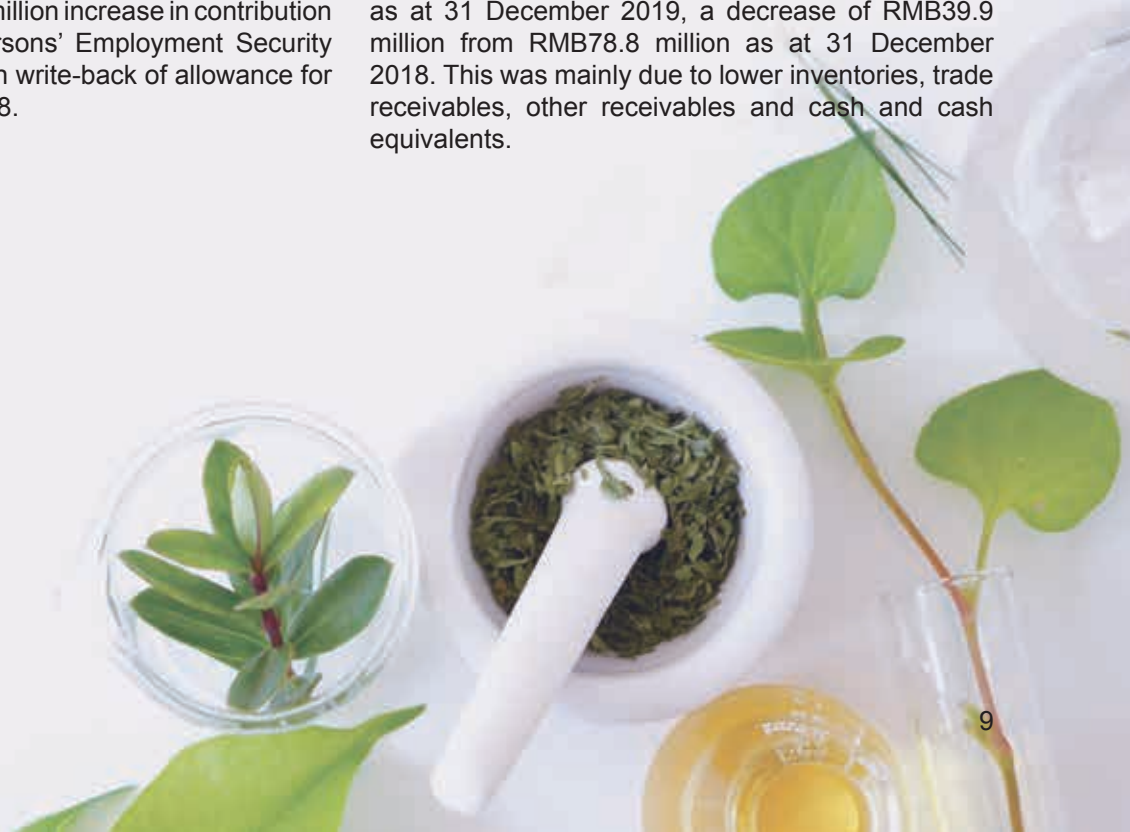 million increase in contribution
rsons’ Employment Security
n write-back of allowance for
8.
as at 31 December 2019, a decrease of RMB39.9
million from RMB78.8 million as at 31 December
2018. This was mainly due to lower inventories, trade
receivables, other receivables and cash and cash
equivalents.
9